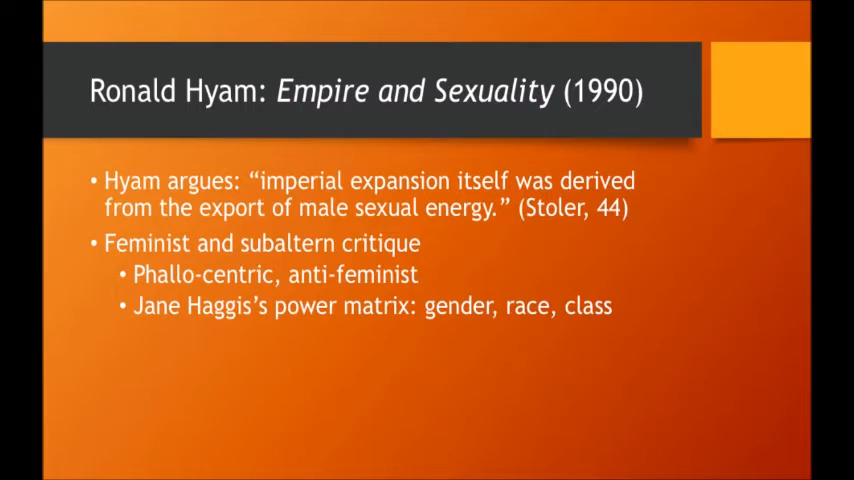 Ronald Hyam: Empire and Sexuality (1990)
• Hyam argues: “imperial expansion itself was derived
from the export of male sexual energy.” (Stoler, 44)
• Feminist and subaltern critique
• Phallo-centric, anti-feminist
• Jane Haggis’s power matrix: gender, race, class